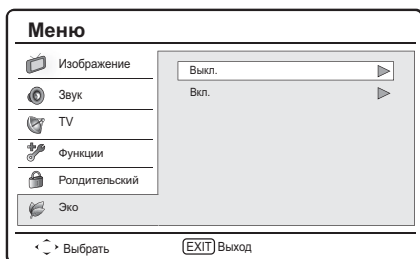 Меню
Изображение
Звук
TV
Функции
Ролдительский
Эко
Выкл.
Вкл.
Выбрать
EXIT Выход